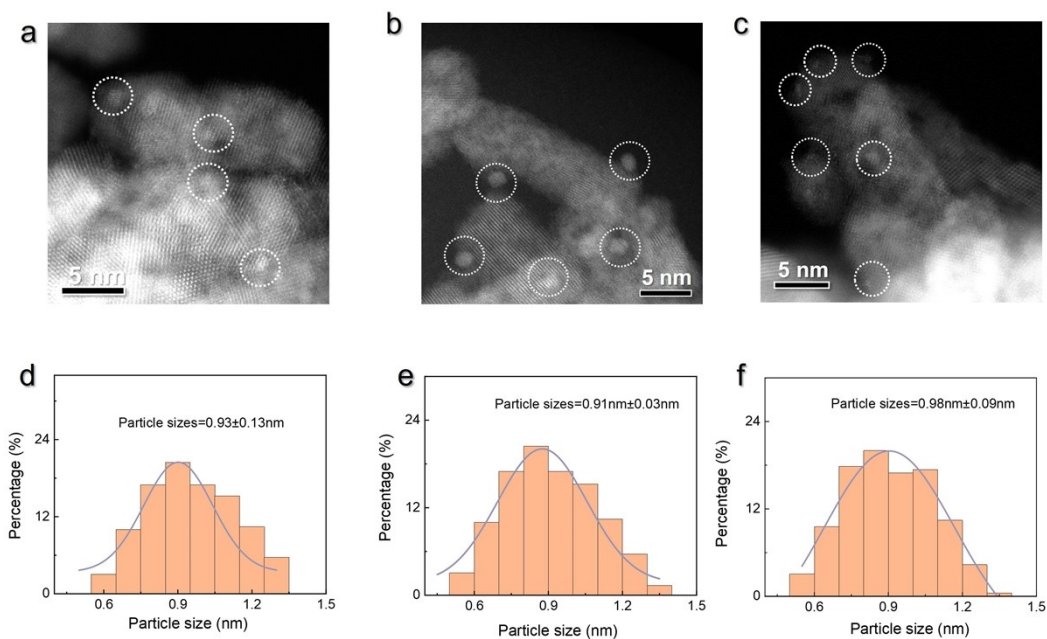 a
b
c
5 nm
5 nm
5 nm
d
e
f
Particle sizes=0.93±0.13nm
Particle sizes=0.91nm±0.03nm
Particle sizes=0.98nm±0.09nm
Percentage (%)
24
12
0
0.6 0.9 1.2 1.5
Particle size (nm)
Percentage (%)
24
12
0
0.6 0.9 1.2 1.5
Particle size (nm)
Percentage (%)
24
12
0
0.6 0.9 1.2 1.5
Particle size (nm)